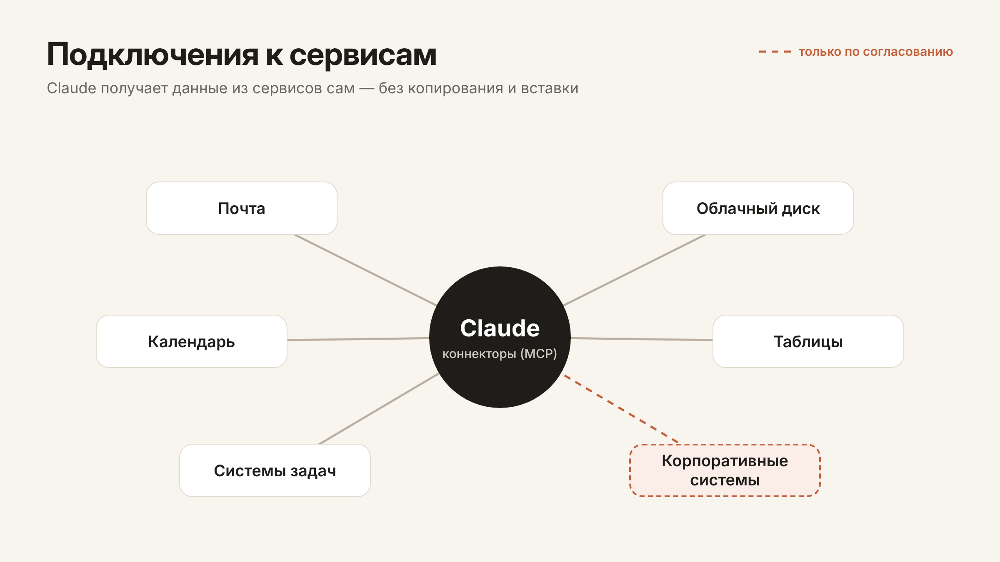 Подключения к сервисам
только по согласованию
Claude получает данные из сервисов сам — без копирования и вставки
Почта
Облачный диск
Claude
коннекторы (MCP)
Календарь
Таблицы
Системы задач
Корпоративные
системы